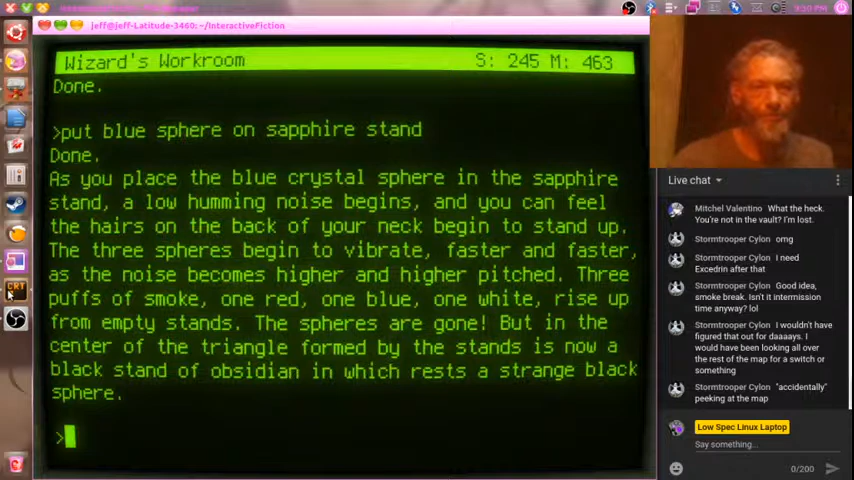 9:50 PM
jeff@jeff-Latitude-3460: ~/InteractiveFiction
Wizard's Workroom S: 245 M: 463
Done.
>put blue sphere on sapphire stand
Done.
As you place the blue crystal sphere in the sapphire
stand, a low humming noise begins, and you can feel
the hairs on the back of your neck begin to stand up.
The three spheres begin to vibrate, faster and faster,
as the noise becomes higher and higher pitched. Three
puffs of smoke, one red, one blue, one white, rise up
from empty stands. The spheres are gone! But in the
center of the triangle formed by the stands is now a
black stand of obsidian in which rests a strange black
sphere.
>
CRT
Live chat
Mitchel Valentino What the heck.
You're not in the vault? I'm lost.
Stormtrooper Cylon omg
Stormtrooper Cylon I need
Excedrin after that
Stormtrooper Cylon Good idea,
smoke break. Isn't it intermission
time anyway? lol
Stormtrooper Cylon I wouldn't have
figured that out for daaaays. I
would have been looking all over
the rest of the map for a switch or
something
Stormtrooper Cylon "accidentally"
peeking at the map
Low Spec Linux Laptop
Say something...
0/200